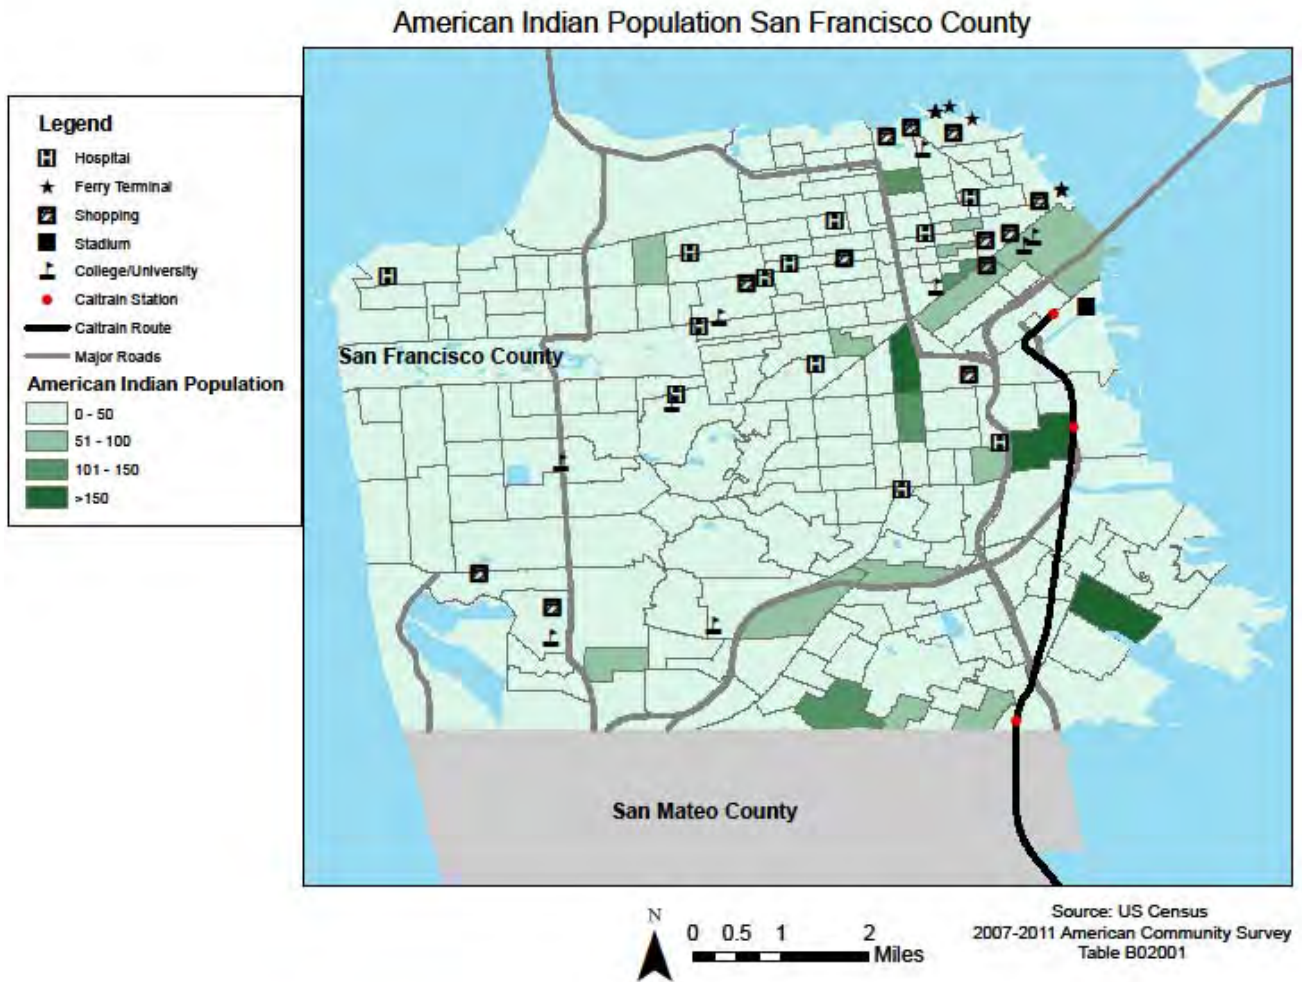 American Indian Population San Francisco County
Legend
Hospital
Ferry Terminal
Shopping
Stadium
College/University
Caltrain Station
Caltrain Route
Major Roads
American Indian Population
0 - 50
51 - 100
101 - 150
>150
San Francisco County
San Mateo County
N
0 0.5 1 2
Miles
Source: US Census
2007-2011 American Community Survey
Table B02001